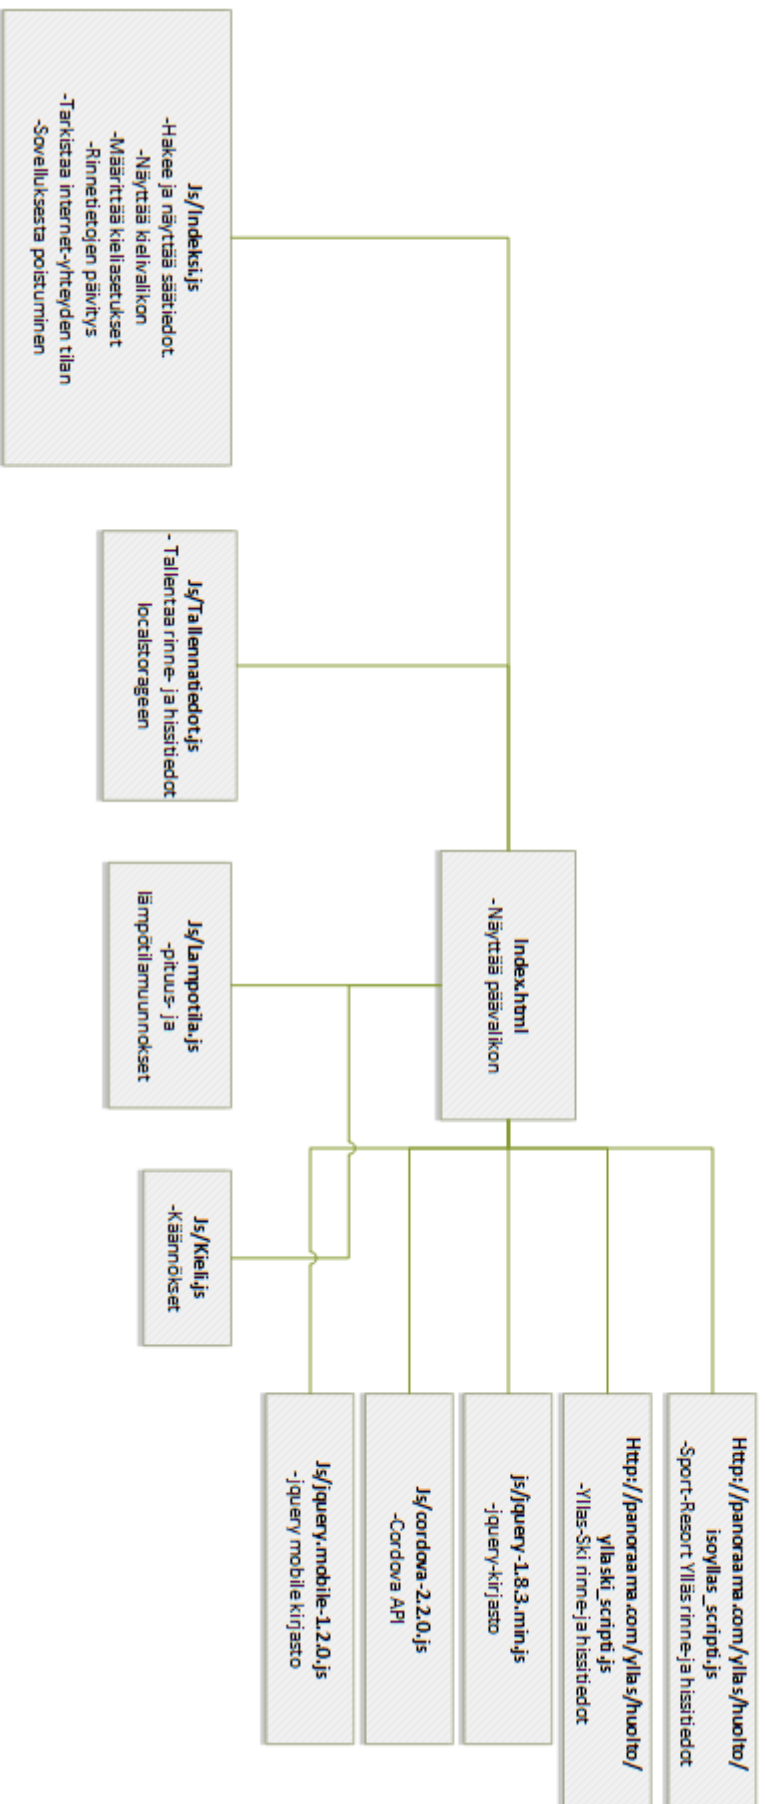 Http://panoraama.com/yllas/huolto/
isoyllas_scripti.js
-Sport-Resort Ylläs rinne-ja hissitiedot
Http://panoraama.com/yllas/huolto/
yllaski_scripti.js
-Yllas-Ski rinne-ja hissitiedot
Index.html
-Näyttää päävalikon
js/jquery-1.8.3.min.js
-jquery-kirjasto
Js/cordova-2.2.0.js
-Cordova API
Js/jquery.mobile-1.2.0.js
-jquery mobile kirjasto
Js/Indeksi.js
-Hakee ja näyttää säätiedot.
-Näyttää kielivalikon
-Määrittää kieliasetukset
-Rinnetietojen päivitys
-Tarkistaa internet-yhteyden tilan
-Sovelluksesta poistuminen
Js/Tallennatiedot.js
- Tallentaa rinne- ja hissitiedot
localstorageen
Js/Lampotila.js
-pituus- ja
lämpötilamuunnokset
Js/Kieli.js
-Käännökset